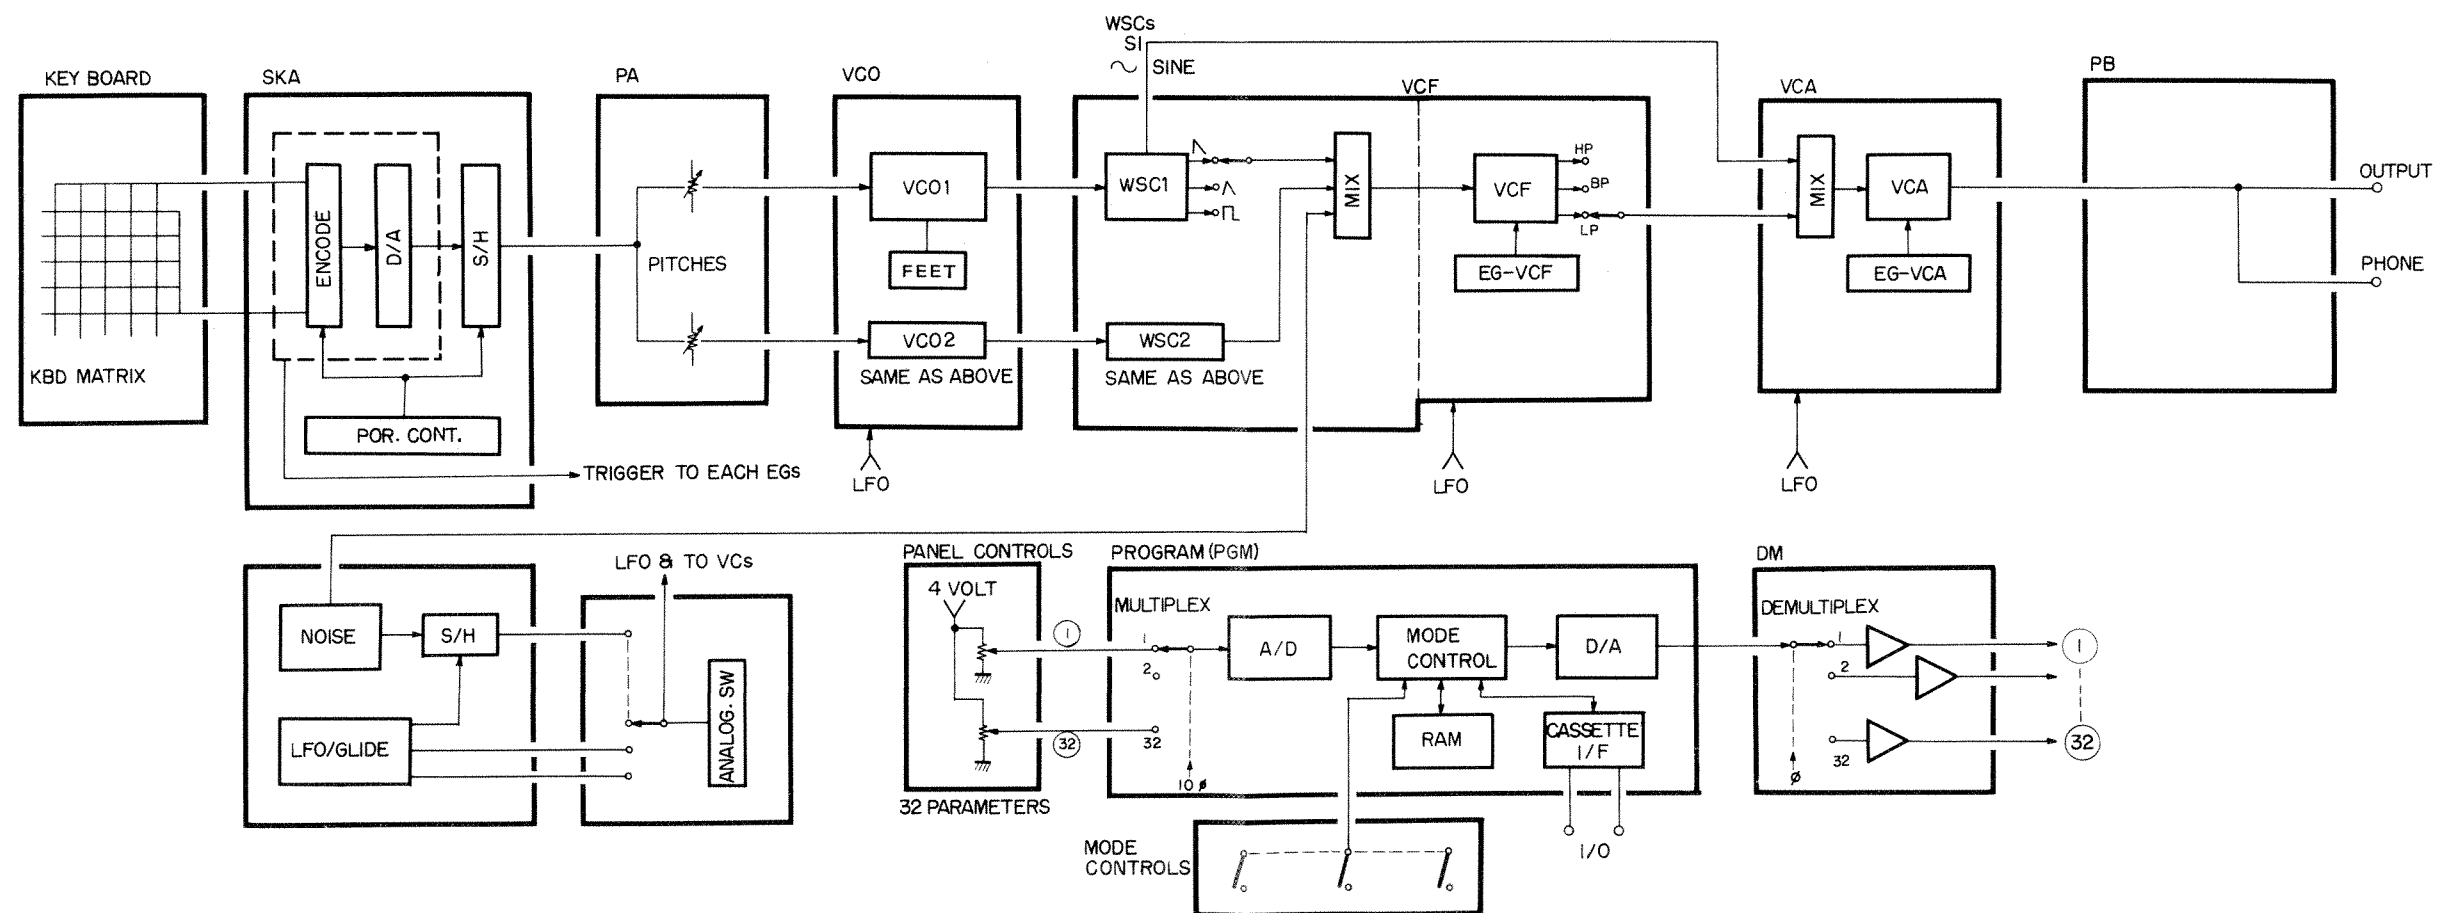 WSCs
S1
SINE
KEY BOARD
SKA
PA
VCO
VCF
VCA
PB
KBD MATRIX
ENCODE
D/A
S/H
POR. CONT.
TRIGGER TO EACH EGs
PITCHES
VCO1
FEET
VCO2
SAME AS ABOVE
LFO
WSC1
WSC2
SAME AS ABOVE
MIX
VCF
HP
BP
LP
EG-VCF
LFO
MIX
VCA
EG-VCA
LFO
OUTPUT
PHONE
LFO & TO VCs
NOISE
S/H
LFO/GLIDE
ANALOG. SW
PANEL CONTROLS
4 VOLT
1
32
32 PARAMETERS
PROGRAM (PGM)
MULTIPLEX
1
2
32
10 ø
A/D
MODE
CONTROL
D/A
RAM
CASSETTE
I/F
I/O
MODE
CONTROLS
DM
DEMULTIPLEX
1
2
32
ø
1
32